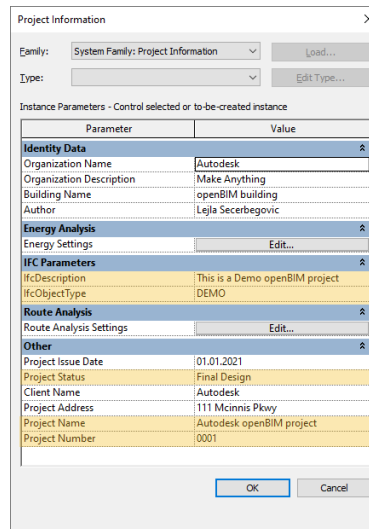 Project Information
Family: System Family: Project Information Load...
Type: Edit Type...
Instance Parameters - Control selected or to-be-created instance
Parameter Value
Identity Data
Organization Name Autodesk
Organization Description Make Anything
Building Name openBIM building
Author Lejla Secerbegovic
Energy Analysis
Energy Settings Edit...
IFC Parameters
IfcDescription This is a Demo openBIM project
IfcObjectType DEMO
Route Analysis
Route Analysis Settings Edit...
Other
Project Issue Date 01.01.2021
Project Status Final Design
Client Name Autodesk
Project Address 111 Mcinnis Pkwy
Project Name Autodesk openBIM project
Project Number 0001
OK Cancel